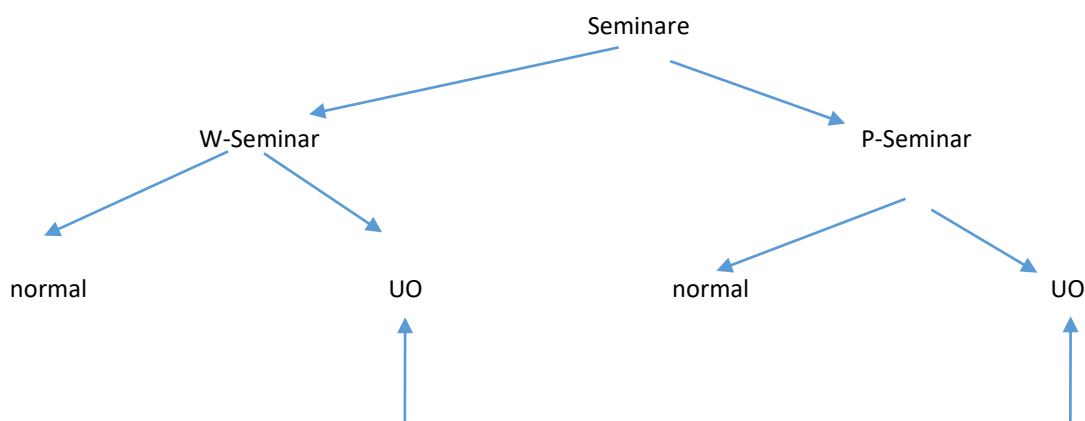 Seminare
W-Seminar
P-Seminar
normal
UO
normal
UO